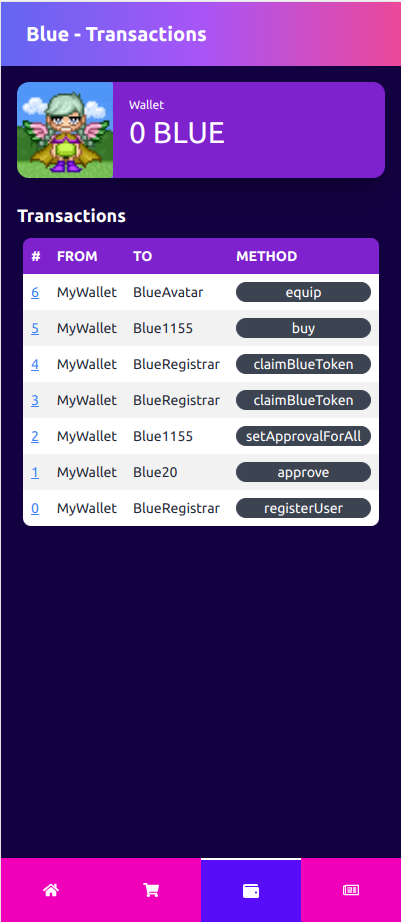 Blue - Transactions
Wallet
0 BLUE
Transactions
# FROM TO METHOD
6 MyWallet BlueAvatar equip
5 MyWallet Blue1155 buy
4 MyWallet BlueRegistrar claimBlueToken
3 MyWallet BlueRegistrar claimBlueToken
2 MyWallet Blue1155 setApprovalForAll
1 MyWallet Blue20 approve
0 MyWallet BlueRegistrar registerUser